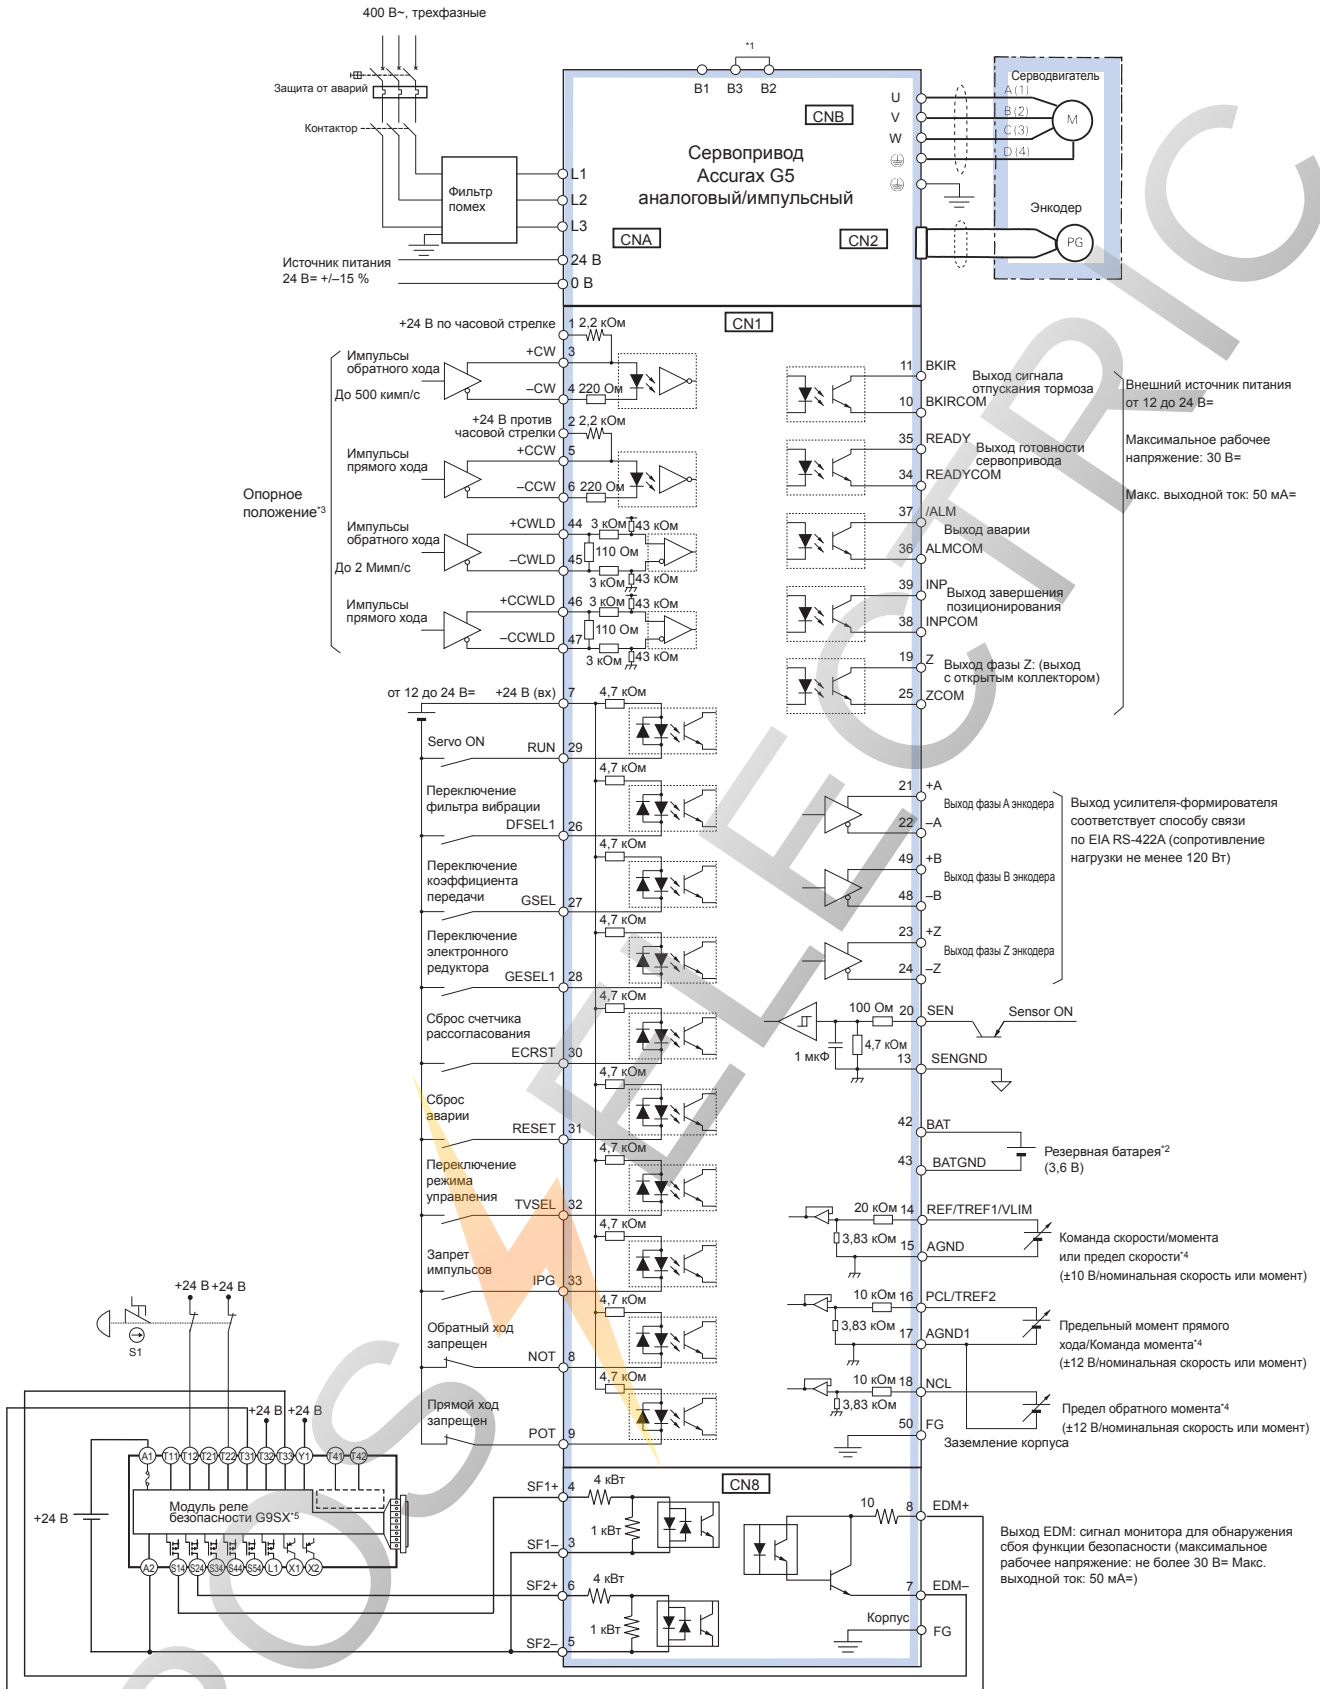 400 В~, трехфазные
*1
B1 B3 B2
Защита от аварий
Контактор
Фильтр
помех
L1
L2
L3
24 В
0 В
CNA
CNB
CN2
Сервопривод
Accurax G5
аналоговый/импульсный
U
V
W
Серводвигатель
A (1)
B (2)
C (3)
D (4)
M
Энкодер
PG
Источник питания
24 В= +/–15 %
CN1
+24 В по часовой стрелке 1 2,2 кОм
Импульсы
обратного хода
До 500 кимп/с
+CW 3
–CW 4 220 Ом
+24 В против
часовой стрелки 2 2,2 кОм
Импульсы
прямого хода
+CCW 5
–CCW 6 220 Ом
Опорное
положение*3
Импульсы
обратного хода
До 2 Мимп/с
+CWLD 44 3 кОм 43 кОм
110 Ом
–CWLD 45
3 кОм 43 кОм
Импульсы
прямого хода
+CCWLD 46 3 кОм 43 кОм
110 Ом
–CCWLD 47
3 кОм 43 кОм
от 12 до 24 В= +24 В (вх) 7 4,7 кОм
Servo ON
RUN 29
4,7 кОм
Переключение
фильтра вибрации
DFSEL1 26
4,7 кОм
Переключение
коэффициента
передачи
GSEL 27
4,7 кОм
Переключение
электронного
редуктора
GESEL1 28
4,7 кОм
Сброс счетчика
рассогласования
ECRST 30
4,7 кОм
Сброс
аварии
RESET 31
4,7 кОм
Переключение
режима
управления
TVSEL 32
4,7 кОм
Запрет
импульсов
IPG 33
4,7 кОм
Обратный ход
запрещен
NOT 8
4,7 кОм
Прямой ход
запрещен
POT 9
11 BKIR
Выход сигнала
отпускания тормоза
10 BKIRCOM
35 READY
Выход готовности
сервопривода
34 READYCOM
37 /ALM
Выход аварии
36 ALMCOM
39 INP
Выход завершения
позиционирования
38 INPCOM
19 Z
Выход фазы Z: (выход
с открытым коллектором)
25 ZCOM
Внешний источник питания
от 12 до 24 В=
Максимальное рабочее
напряжение: 30 В=
Макс. выходной ток: 50 мА=
21 +A
Выход фазы A энкодера
22 –A
49 +B
Выход фазы B энкодера
48 –B
23 +Z
Выход фазы Z энкодера
24 –Z
Выход усилителя-формирователя
соответствует способу связи
по EIA RS-422A (сопротивление
нагрузки не менее 120 Вт)
100 Ом 20 SEN Sensor ON
1 мкФ 4,7 кОм
13 SENGND
42 BAT
43 BATGND
Резервная батарея*2
(3,6 В)
20 кОм 14 REF/TREF1/VLIM
3,83 кОм
15 AGND
Команда скорости/момента
или предел скорости*4
(±10 В/номинальная скорость или момент)
10 кОм 16 PCL/TREF2
3,83 кОм
17 AGND1
Предельный момент прямого
хода/Команда момента*4
(±12 В/номинальная скорость или момент)
10 кОм 18 NCL
3,83 кОм
Предел обратного момента*4
(±12 В/номинальная скорость или момент)
50 FG
Заземление корпуса
+24 В +24 В
S1
+24 В +24 В
A1 T11 T12 T21 T22 T31 T32 T33 Y1 T41 T42
Модуль реле
безопасности G9SX*5
+24 В
A2 S14 S24 S34 S44 S54 L1 X1 X2
CN8
SF1+ 4 4 кВт
1 кВт
SF1– 3
SF2+ 6 4 кВт
1 кВт
SF2– 5
10 8 EDM+
7 EDM–
Корпус
FG
Выход EDM: сигнал монитора для обнаружения
сбоя функции безопасности (максимальное
рабочее напряжение: не более 30 В= Макс.
выходной ток: 50 мА=)
POS ELECTRIC